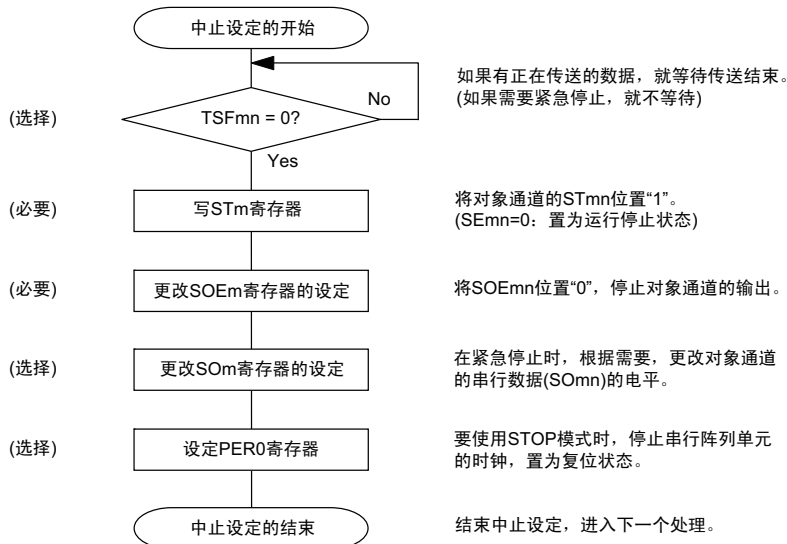 中止设定的开始
如果有正在传送的数据，就等待传送结束。
(如果需要紧急停止，就不等待)
No
(选择)
TSFmn = 0?
Yes
(必要)
写STm寄存器
将对象通道的STmn位置“1”。
(SEmn=0：置为运行停止状态)
(必要)
更改SOEm寄存器的设定
将SOEmn位置“0”，停止对象通道的输出。
(选择)
更改SOm寄存器的设定
在紧急停止时，根据需要，更改对象通道
的串行数据(SOmn)的电平。
(选择)
设定PER0寄存器
要使用STOP模式时，停止串行阵列单元
的时钟，置为复位状态。
中止设定的结束
结束中止设定，进入下一个处理。